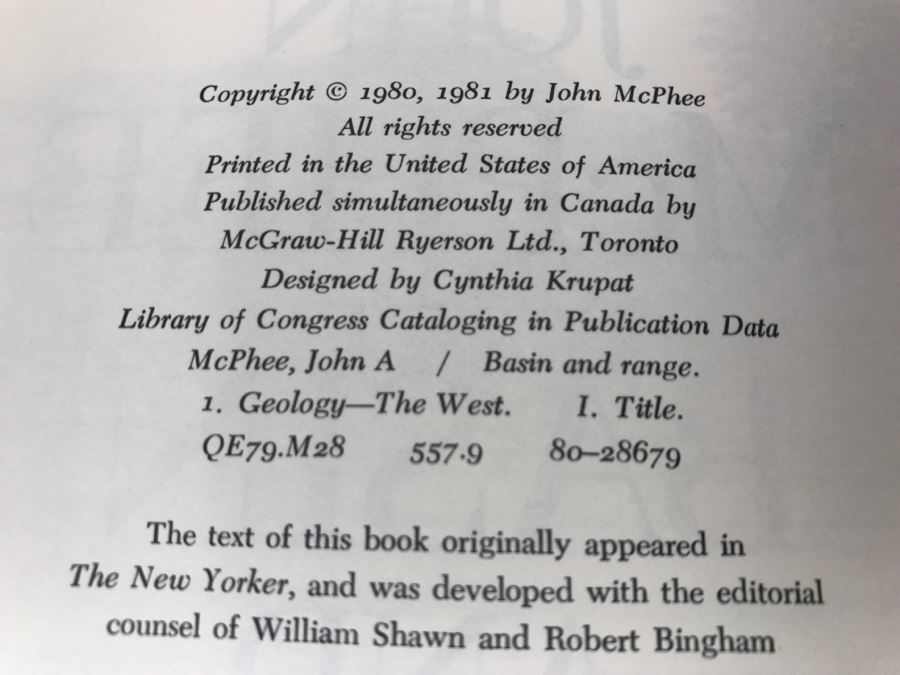 Copyright © 1980, 1981 by John McPhee
All rights reserved
Printed in the United States of America
Published simultaneously in Canada by
McGraw-Hill Ryerson Ltd., Toronto
Designed by Cynthia Krupat
Library of Congress Cataloging in Publication Data
McPhee, John A / Basin and range.
1. Geology—The West. I. Title.
QE79.M28 557.9 80–28679
The text of this book originally appeared in
The New Yorker, and was developed with the editorial
counsel of William Shawn and Robert Bingham